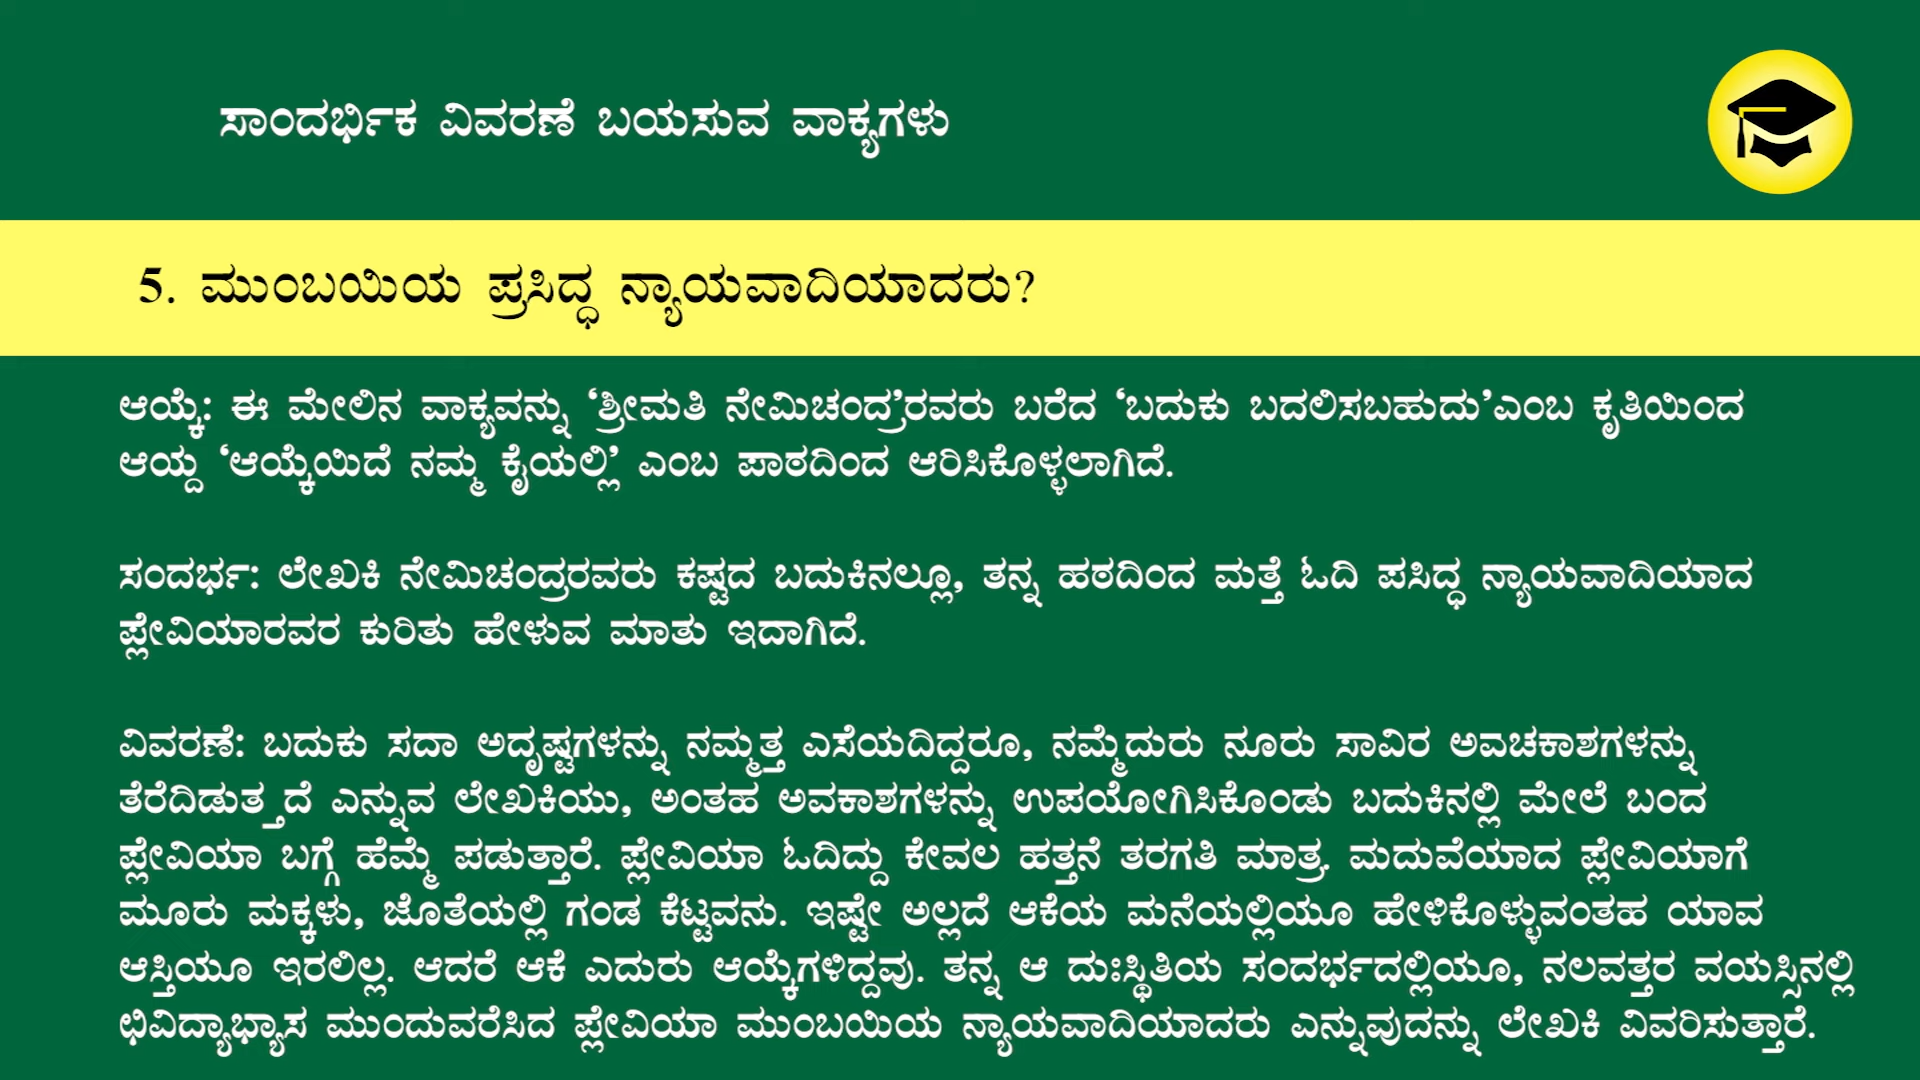 ಸಾಂದರ್ಭಿಕ ವಿವರಣೆ ಬಯಸುವ ವಾಕ್ಯಗಳು
5. ಮುಂಬಯಿಯ ಪ್ರಸಿದ್ಧ ನ್ಯಾಯವಾದಿಯಾದರು?
ಆಯ್ಕೆ: ಈ ಮೇಲಿನ ವಾಕ್ಯವನ್ನು ‘ಶ್ರೀಮತಿ ನೇಮಿಚಂದ್ರ’ರವರು ಬರೆದ ‘ಬದುಕು ಬದಲಿಸಬಹುದು’ಎಂಬ ಕೃತಿಯಿಂದ
ಆಯ್ದ ‘ಆಯ್ಕೆಯಿದೆ ನಮ್ಮ ಕೈಯಲ್ಲಿ’ ಎಂಬ ಪಾಠದಿಂದ ಆರಿಸಿಕೊಳ್ಳಲಾಗಿದೆ.
ಸಂದರ್ಭ: ಲೇಖಕಿ ನೇಮಿಚಂದ್ರರವರು ಕಷ್ಟದ ಬದುಕಿನಲ್ಲೂ, ತನ್ನ ಹಠದಿಂದ ಮತ್ತೆ ಓದಿ ಪಸಿದ್ಧ ನ್ಯಾಯವಾದಿಯಾದ
ಪ್ಲೇವಿಯಾರವರ ಕುರಿತು ಹೇಳುವ ಮಾತು ಇದಾಗಿದೆ.
ವಿವರಣೆ: ಬದುಕು ಸದಾ ಅದೃಷ್ಟಗಳನ್ನು ನಮ್ಮತ್ತ ಎಸೆಯದಿದ್ದರೂ, ನಮ್ಮೆದುರು ನೂರು ಸಾವಿರ ಅವಚಕಾಶಗಳನ್ನು
ತೆರೆದಿಡುತ್ತದೆ ಎನ್ನುವ ಲೇಖಕಿಯು, ಅಂತಹ ಅವಕಾಶಗಳನ್ನು ಉಪಯೋಗಿಸಿಕೊಂಡು ಬದುಕಿನಲ್ಲಿ ಮೇಲೆ ಬಂದ
ಪ್ಲೇವಿಯಾ ಬಗ್ಗೆ ಹೆಮ್ಮೆ ಪಡುತ್ತಾರೆ. ಪ್ಲೇವಿಯಾ ಓದಿದ್ದು ಕೇವಲ ಹತ್ತನೆ ತರಗತಿ ಮಾತ್ರ. ಮದುವೆಯಾದ ಪ್ಲೇವಿಯಾಗೆ
ಮೂರು ಮಕ್ಕಳು, ಜೊತೆಯಲ್ಲಿ ಗಂಡ ಕೆಟ್ಟವನು. ಇಷ್ಟೇ ಅಲ್ಲದೆ ಆಕೆಯ ಮನೆಯಲ್ಲಿಯೂ ಹೇಳಿಕೊಳ್ಳುವಂತಹ ಯಾವ
ಆಸ್ತಿಯೂ ಇರಲಿಲ್ಲ. ಆದರೆ ಆಕೆ ಎದುರು ಆಯ್ಕೆಗಳಿದ್ದವು. ತನ್ನ ಆ ದುಃಸ್ಥಿತಿಯ ಸಂದರ್ಭದಲ್ಲಿಯೂ, ನಲವತ್ತರ ವಯಸ್ಸಿನಲ್ಲಿ
ಛಿವಿದ್ಯಾಭ್ಯಾಸ ಮುಂದುವರೆಸಿದ ಪ್ಲೇವಿಯಾ ಮುಂಬಯಿಯ ನ್ಯಾಯವಾದಿಯಾದರು ಎನ್ನುವುದನ್ನು ಲೇಖಕಿ ವಿವರಿಸುತ್ತಾರೆ.